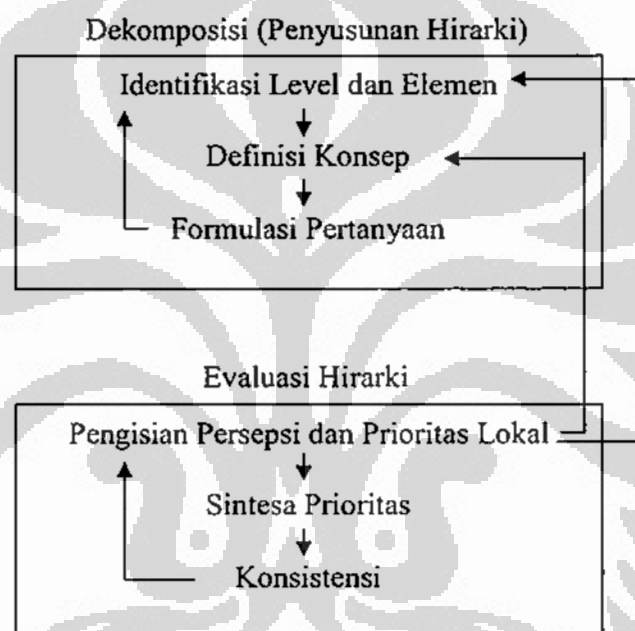 Dekomposisi (Penyusunan Hirarki)
Identifikasi Level dan Elemen
Definisi Konsep
Formulasi Pertanyaan
Evaluasi Hirarki
Pengisian Persepsi dan Prioritas Lokal
Sintesa Prioritas
Konsistensi